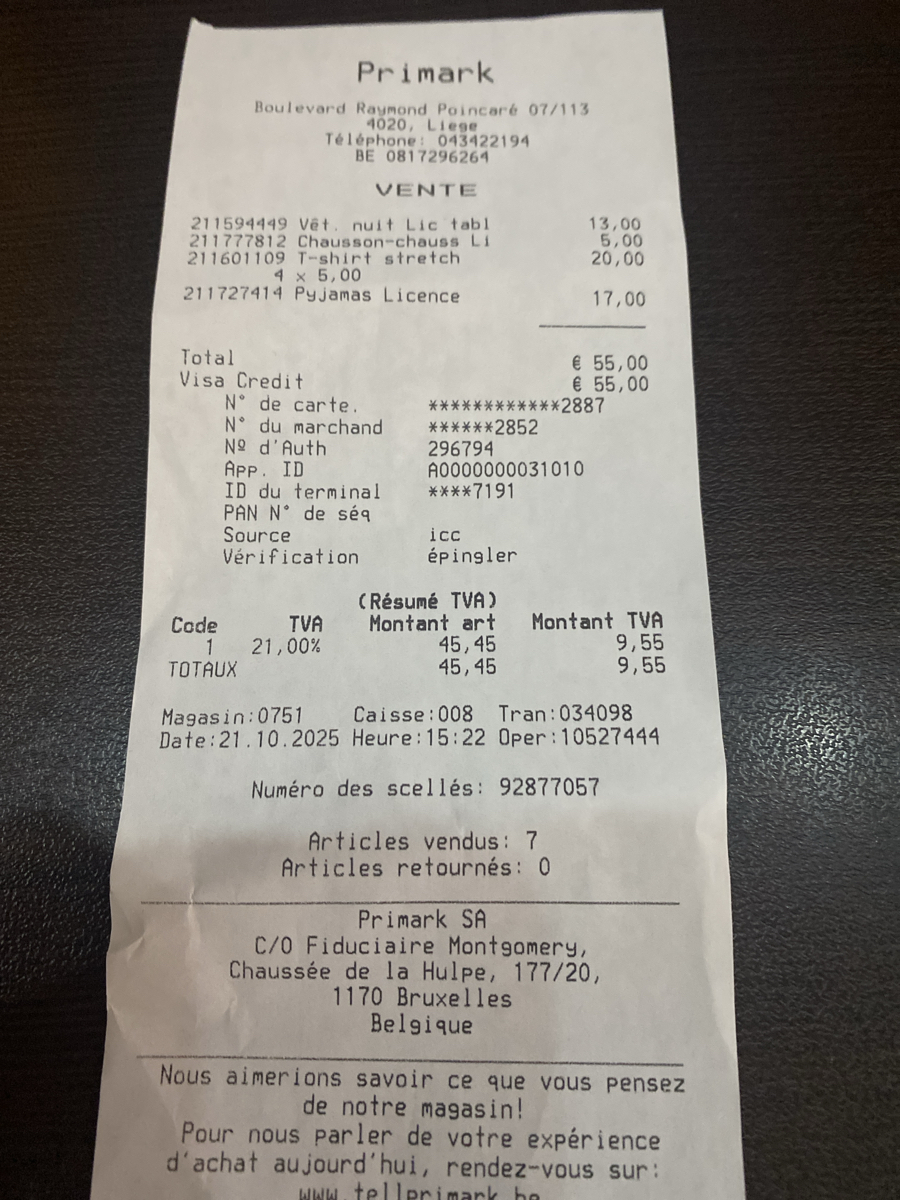 Primark
Boulevard Raymond Poincaré 07/113
4020, Liege
Téléphone: 043422194
BE 0817296264
VENTE
211594449 Vêt. nuit Lic tabl 13,00
211777812 Chausson-chauss Li 5,00
211601109 T-shirt stretch 20,00
4 x 5,00
211727414 Pyjamas Licence 17,00
Total € 55,00
Visa Credit € 55,00
N° de carte. ************2887
N° du marchand ******2852
Nº d'Auth 296794
App. ID A0000000031010
ID du terminal ****7191
PAN N° de séq
Source icc
Vérification épingler
(Résumé TVA)
Code TVA Montant art Montant TVA
1 21,00% 45,45 9,55
TOTAUX 45,45 9,55
Magasin:0751 Caisse:008 Tran:034098
Date:21.10.2025 Heure:15:22 Oper:10527444
Numéro des scellés: 92877057
Articles vendus: 7
Articles retournés: 0
Primark SA
C/O Fiduciaire Montgomery,
Chaussée de la Hulpe, 177/20,
1170 Bruxelles
Belgique
Nous aimerions savoir ce que vous pensez
de notre magasin!
Pour nous parler de votre expérience
d'achat aujourd'hui, rendez-vous sur:
www.tellprimark.be